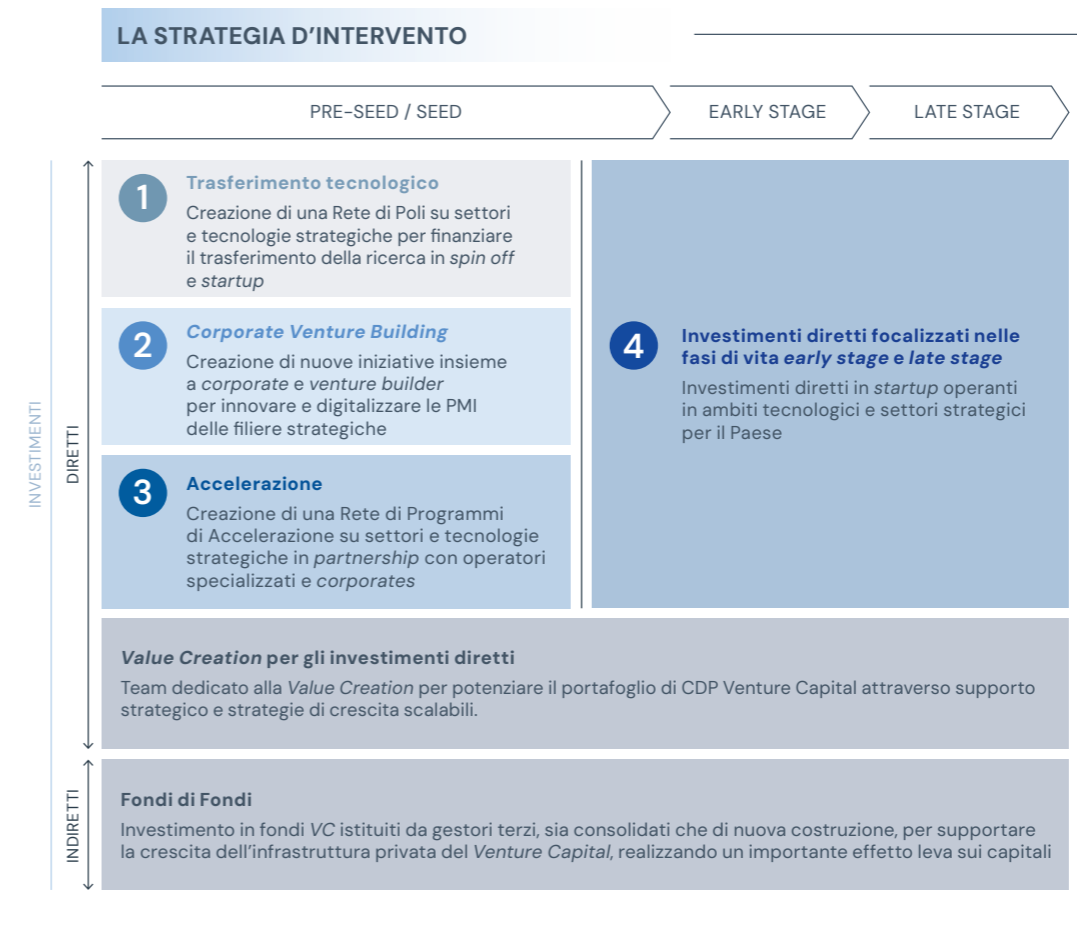 LA STRATEGIA D'INTERVENTO
PRE-SEED / SEED
EARLY STAGE
LATE STAGE
INVESTIMENTI
DIRETTI
1
Trasferimento tecnologico
Creazione di una Rete di Poli su settori
e tecnologie strategiche per finanziare
il trasferimento della ricerca in spin off
e startup
2
Corporate Venture Building
Creazione di nuove iniziative insieme
a corporate e venture builder
per innovare e digitalizzare le PMI
delle filiere strategiche
3
Accelerazione
Creazione di una Rete di Programmi
di Accelerazione su settori e tecnologie
strategiche in partnership con operatori
specializzati e corporates
4
Investimenti diretti focalizzati nelle
fasi di vita early stage e late stage
Investimenti diretti in startup operanti
in ambiti tecnologici e settori strategici
per il Paese
Value Creation per gli investimenti diretti
Team dedicato alla Value Creation per potenziare il portafoglio di CDP Venture Capital attraverso supporto
strategico e strategie di crescita scalabili.
INDIRETTI
Fondi di Fondi
Investimento in fondi VC istituiti da gestori terzi, sia consolidati che di nuova costruzione, per supportare
la crescita dell'infrastruttura privata del Venture Capital, realizzando un importante effetto leva sui capitali